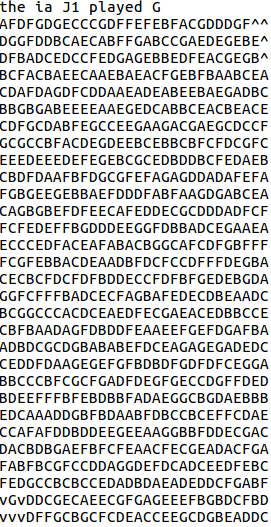 the ia J1 played G
AFDFGDGECCCGDFFEFEBFACGDDDGF^^
DGGFDDBCAECABFFGABCCGAEDEGEBE^
DFBADCEDCCFEDGAGEBBEDFEACGEGB^
BCFACBAEECAAEBAEACFGEBFBAABCEA
CDAFDAGDFCDDAAEADEABEEBAEGADBC
BBGBGABEEEEAAEGEDCABBCEACBEACE
CDFGCDABFEGCCEEGAAGACGAEGCDCCF
GCGCCBFACDEGDEEBCEBBCBFCFDCGFC
EEEDEEEDEFEGEBCGCEDBDDBCFEDAEB
CBDFDAAFBFDGCGFEFAGAGDDADAFEFA
FGBGEEGEBBAEFDDDFABFAAGDGABCEA
CAGBGBEFDFEECAFEDDECGCDDDADFCF
FCFEDEFFBGDDDEEGGFDBBADCEGAAEA
ECCCEDFACEAFABACBGGCAFCDFGBFFF
FCGFEBBACDEAADBFDCFCCDFFFDEGBA
CECBCFDCFDFBDDECCFDFBFGEDEBGDA
GGFCFFFBADCECFAGBAFEDECDBEAADC
BCGGCCCACDCEAEDFECGAEACEDBBCCE
CBFBAADAGFDBDDFEAAEEFGEFDGAFBA
ADBDCGCDGBABABEFDCEAGAGEGADEDC
CEDDFDAAGEGEFGFBDBDFGDFDFCEGGA
BBCCCBFCGCFGADFDEGFGECCDGFFDED
BDEEFFFBFEBDBBFADAEGGCBGDAEBBB
EDCAAADDGBFBDAABFDBCCBCEFFCDAE
CCAFAFDDBDDEEGEEAAGGBBFDDECGAC
DACBDBGAEFBFCFEAACFECGEADACFGA
FABFBCGFCCDDAGGDEFDCADCEEDFEBC
FEDGCCBCBCCEDADBDAEADEDDCFGABF
vGvDDCGECAEECGFGAGEEEFBGBDCFBD
vvvDFFGCBGCFCDEACCEEGCDGBEADDC